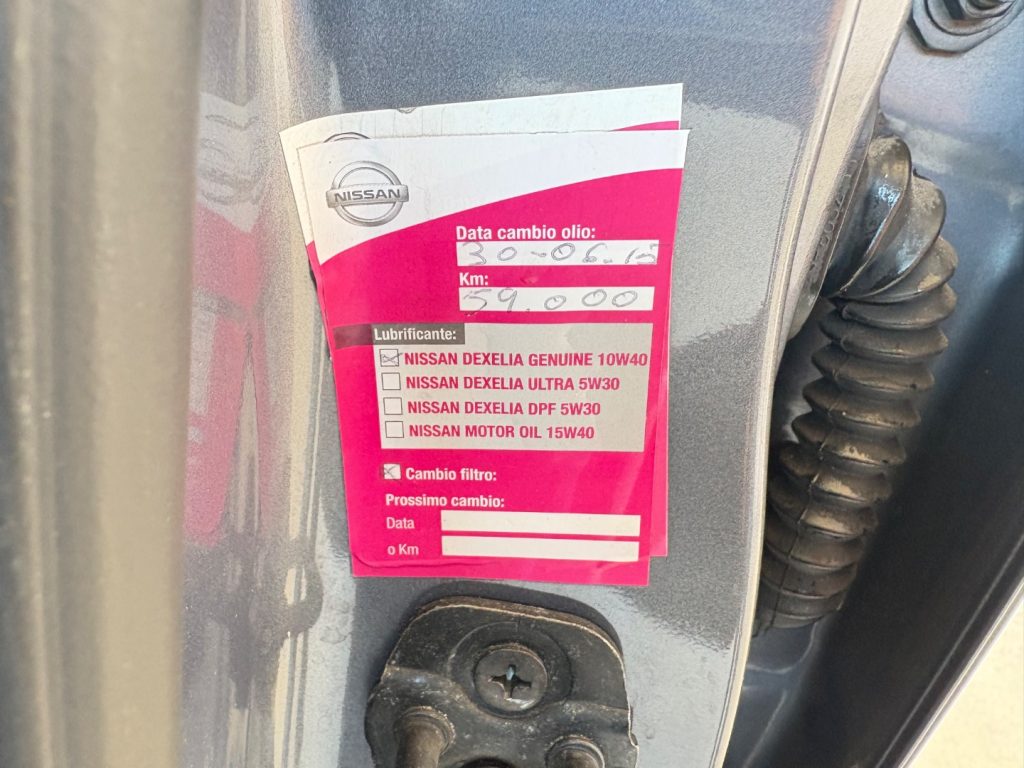 NISSAN
Data cambio olio:
30-06.15
Km:
59.000
Lubrificante:
NISSAN DEXELIA GENUINE 10W40
NISSAN DEXELIA ULTRA 5W30
NISSAN DEXELIA DPF 5W30
NISSAN MOTOR OIL 15W40
Cambio filtro:
Prossimo cambio:
Data
o Km